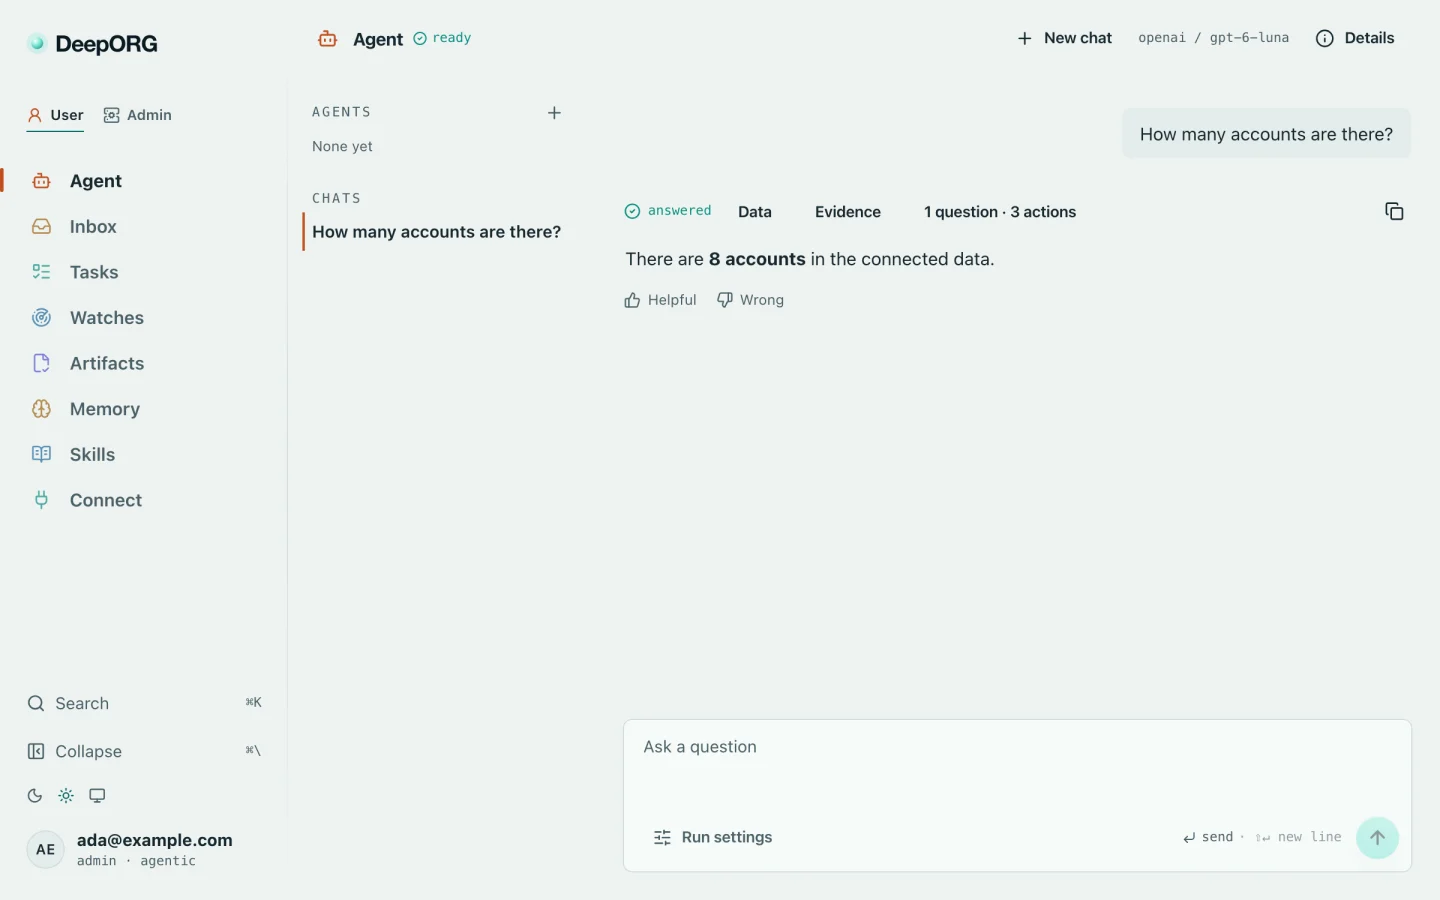 DeepORG
User
Admin
Agent
Inbox
Tasks
Watches
Artifacts
Memory
Skills
Connect
Search ⌘K
Collapse ⌘\
AE
ada@example.com
admin · agentic
Agent ready
New chat
openai / gpt-6-luna
Details
AGENTS
None yet
CHATS
How many accounts are there?
How many accounts are there?
answered Data Evidence 1 question · 3 actions
There are 8 accounts in the connected data.
Helpful Wrong
Ask a question
Run settings
↵ send · ⇧↵ new line